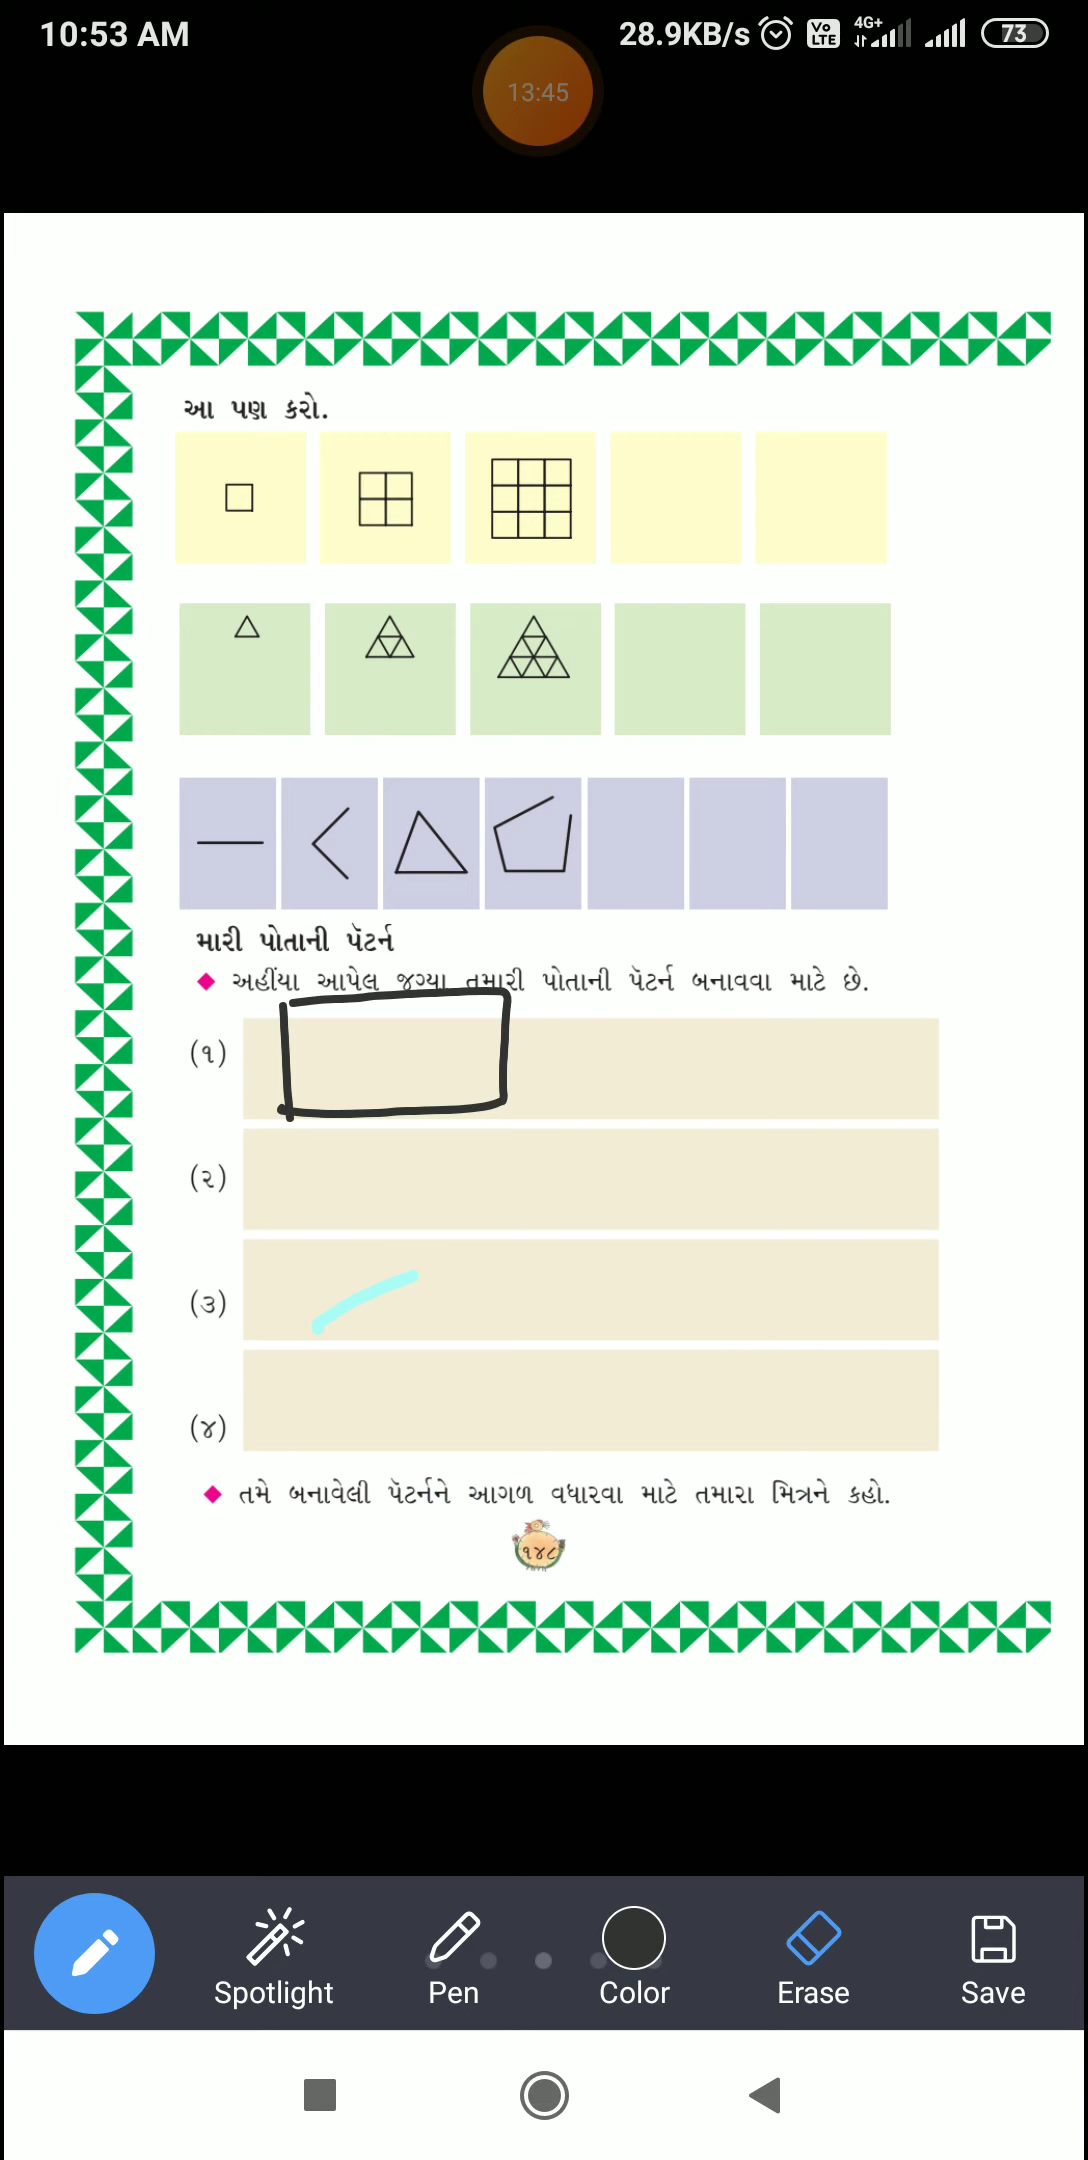 10:53 AM 28.9KB/s Vo LTE 4G+ 73
13:45
આ પણ કરો.
મારી પોતાની પૅટર્ન
અહીંયા આપેલ જગ્યા તમારી પોતાની પૅટર્ન બનાવવા માટે છે.
(૧)
(૨)
(૩)
(૪)
તમે બનાવેલી પૅટર્નને આગળ વધારવા માટે તમારા મિત્રને કહો.
૧૪૮
Spotlight Pen Color Erase Save